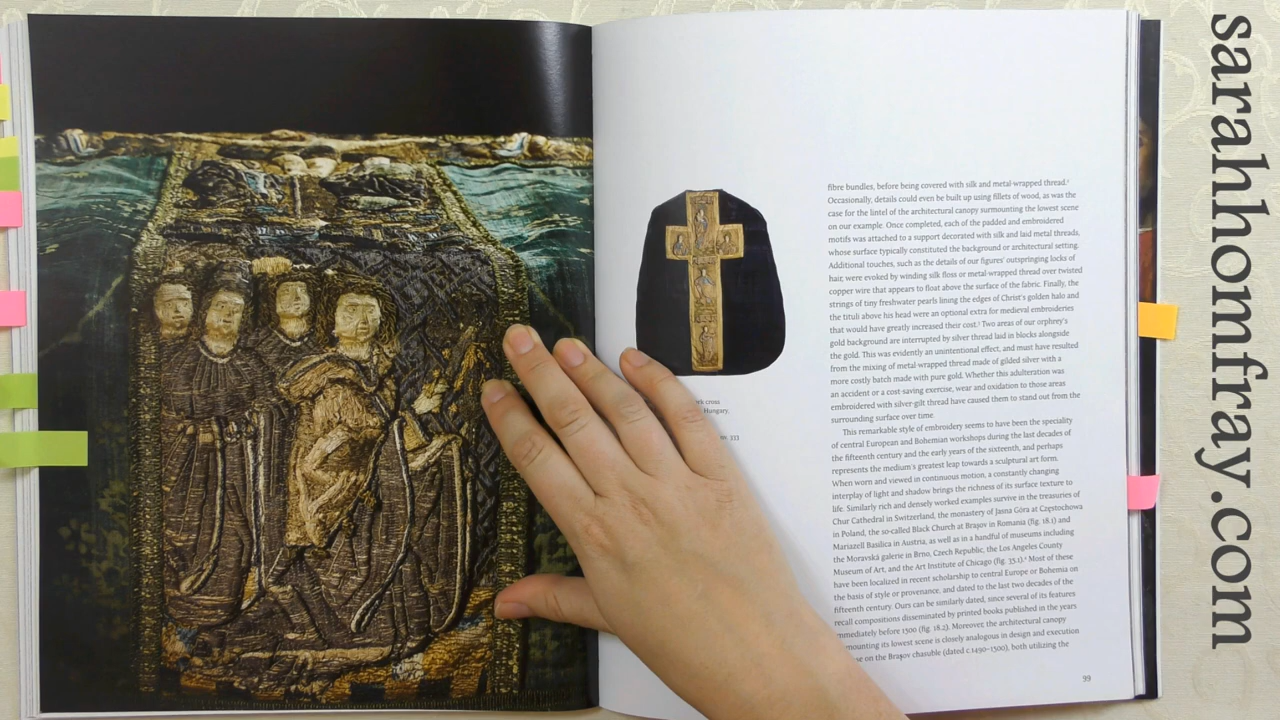 rk cross
Hungary,
333
fibre bundles, before being covered with silk and metal-wrapped thread.²
Occasionally, details could even be built up using fillets of wood, as was the
case for the lintel of the architectural canopy surmounting the lowest scene
on our example. Once completed, each of the padded and embroidered
motifs was attached to a support decorated with silk and laid metal threads,
whose surface typically constituted the background or architectural setting.
Additional touches, such as the details of our figures' outspringing locks of
hair, were evoked by winding silk floss or metal-wrapped thread over twisted
copper wire that appears to float above the surface of the fabric. Finally, the
strings of tiny freshwater pearls lining the edges of Christ's golden halo and
the tituli above his head were an optional extra for medieval embroideries
that would have greatly increased their cost.³ Two areas of our orphrey's
gold background are interrupted by silver thread laid in blocks alongside
the gold. This was evidently an unintentional effect, and must have resulted
from the mixing of metal-wrapped thread made of gilded silver with a
more costly batch made with pure gold. Whether this adulteration was
an accident or a cost-saving exercise, wear and oxidation to those areas
embroidered with silver-gilt thread have caused them to stand out from the
surrounding surface over time.
This remarkable style of embroidery seems to have been the speciality
of central European and Bohemian workshops during the last decades of
the fifteenth century and the early years of the sixteenth, and perhaps
represents the medium's greatest leap towards a sculptural art form.
When worn and viewed in continuous motion, a constantly changing
interplay of light and shadow brings the richness of its surface texture to
life. Similarly rich and densely worked examples survive in the treasuries of
Chur Cathedral in Switzerland, the monastery of Jasna Góra at Częstochowa
in Poland, the so-called Black Church at Brașov in Romania (fig. 18.1) and
Mariazell Basilica in Austria, as well as in a handful of museums including
the Moravská galerie in Brno, Czech Republic, the Los Angeles County
Museum of Art, and the Art Institute of Chicago (fig. 35.1).⁴ Most of these
have been localized in recent scholarship to central Europe or Bohemia on
the basis of style or provenance, and dated to the last two decades of the
fifteenth century. Ours can be similarly dated, since several of its features
recall compositions disseminated by printed books published in the years
mmediately before 1500 (fig. 18.2). Moreover, the architectural canopy
mounting its lowest scene is closely analogous in design and execution
se on the Brașov chasuble (dated c.1490–1500), both utilizing the
99
sarahhomfray.com